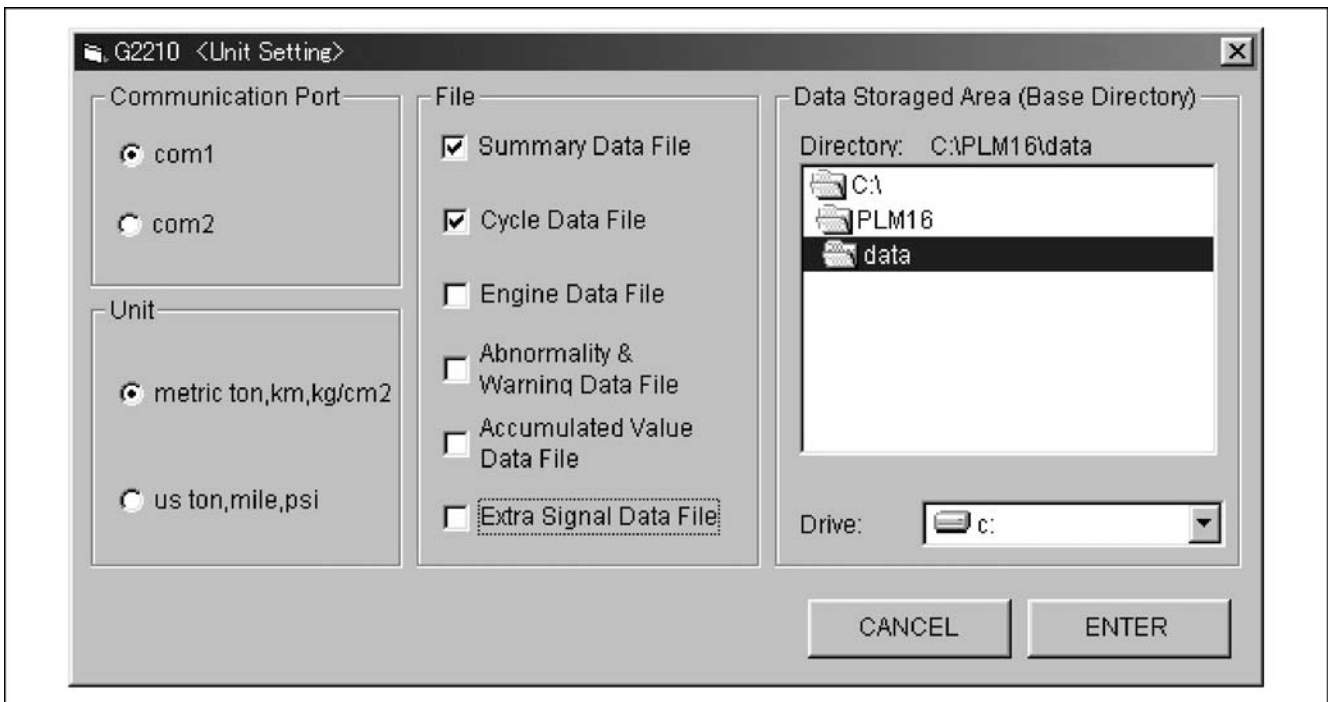 G2210 <Unit Setting>
Communication Port
com1
com2
Unit
metric ton,km,kg/cm2
us ton,mile,psi
File
Summary Data File
Cycle Data File
Engine Data File
Abnormality &
Warning Data File
Accumulated Value
Data File
Extra Signal Data File
Data Storaged Area (Base Directory)
Directory: C:\PLM16\data
C:\
PLM16
data
Drive: c:
CANCEL
ENTER